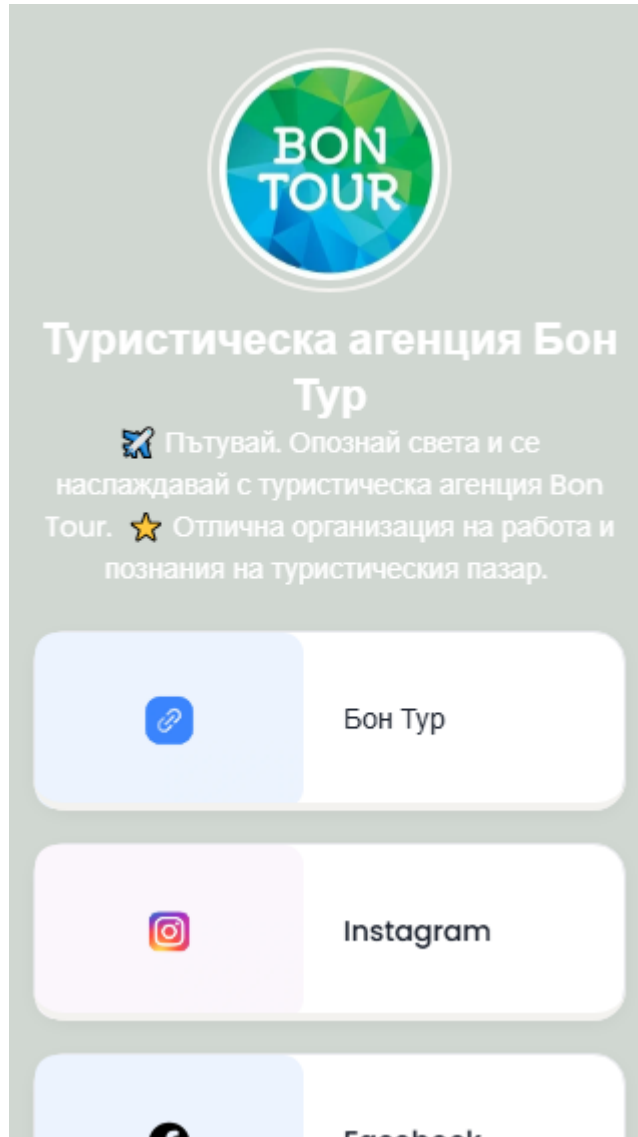 BON
TOUR
Туристическа агенция Бон
Тур
✈️ Пътувай. Опознай света и се
наслаждавай с туристическа агенция Bon
Tour. ⭐ Отлична организация на работа и
познания на туристическия пазар.
Бон Тур
Instagram
Facebook